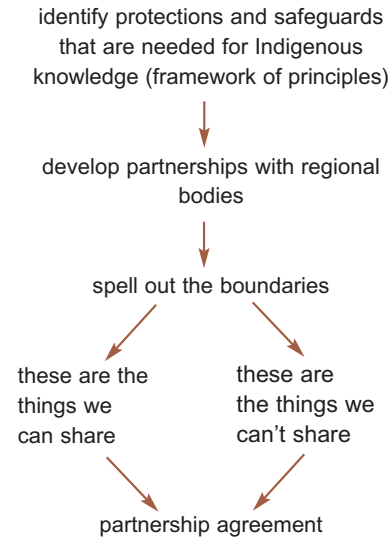 identify protections and safeguards
that are needed for Indigenous
knowledge (framework of principles)
develop partnerships with regional
bodies
spell out the boundaries
these are the
things we
can share
these are
the things we
can’t share
partnership agreement